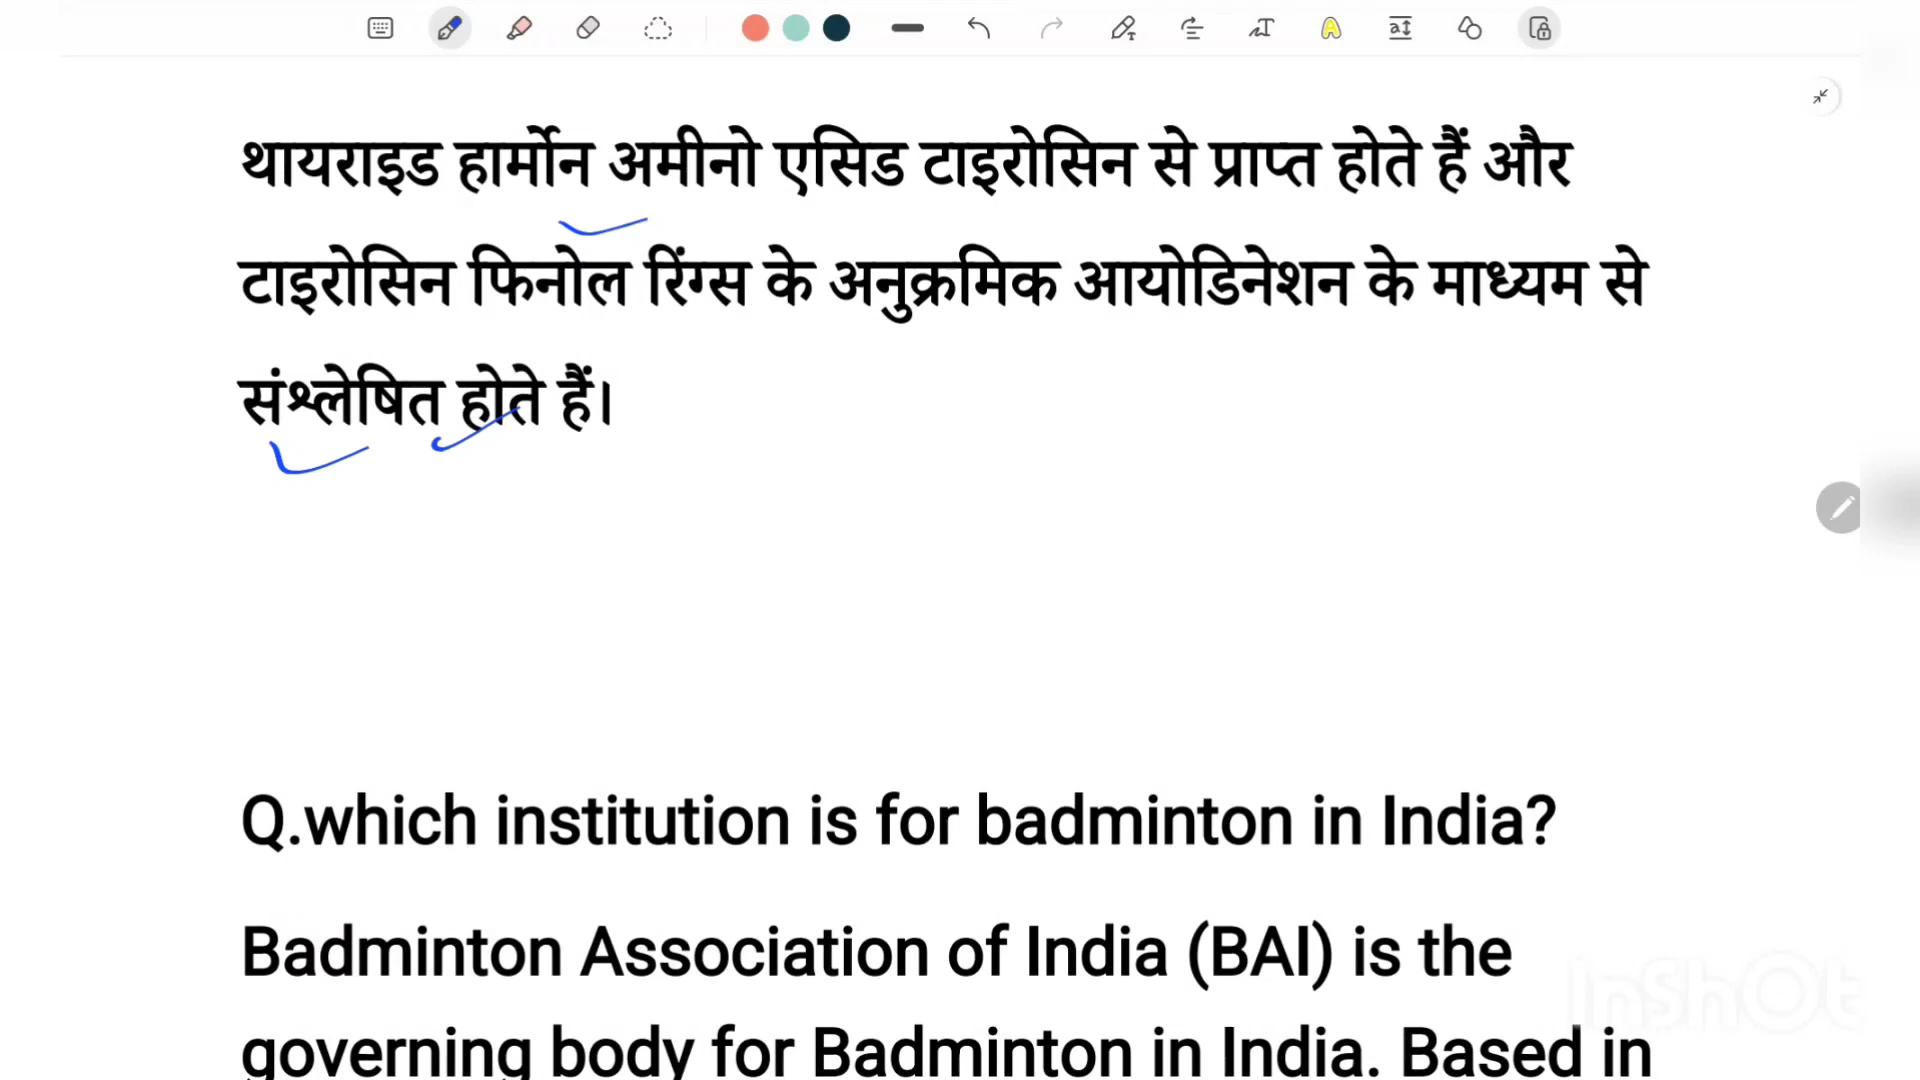 थायराइड हार्मोन अमीनो एसिड टाइरोसिन से प्राप्त होते हैं और
टाइरोसिन फिनोल रिंग्स के अनुक्रमिक आयोडिनेशन के माध्यम से
संश्लेषित होते हैं।
Q.which institution is for badminton in India?
Badminton Association of India (BAI) is the
governing body for Badminton in India. Based in
InShOt